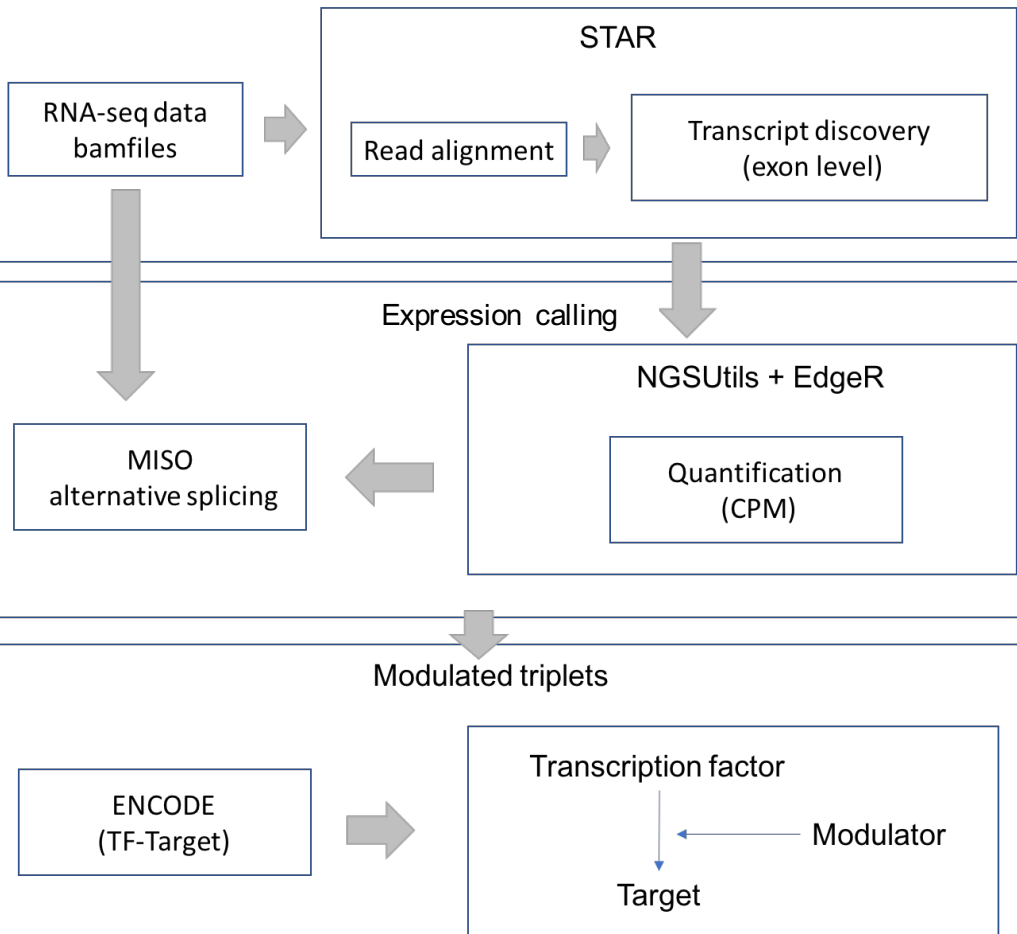 STAR
RNA-seq data
bamfiles
Read alignment
Transcript discovery
(exon level)
Expression calling
NGSUtils + EdgeR
MISO
alternative splicing
Quantification
(CPM)
Modulated triplets
Transcription factor
ENCODE
(TF-Target)
Modulator
Target